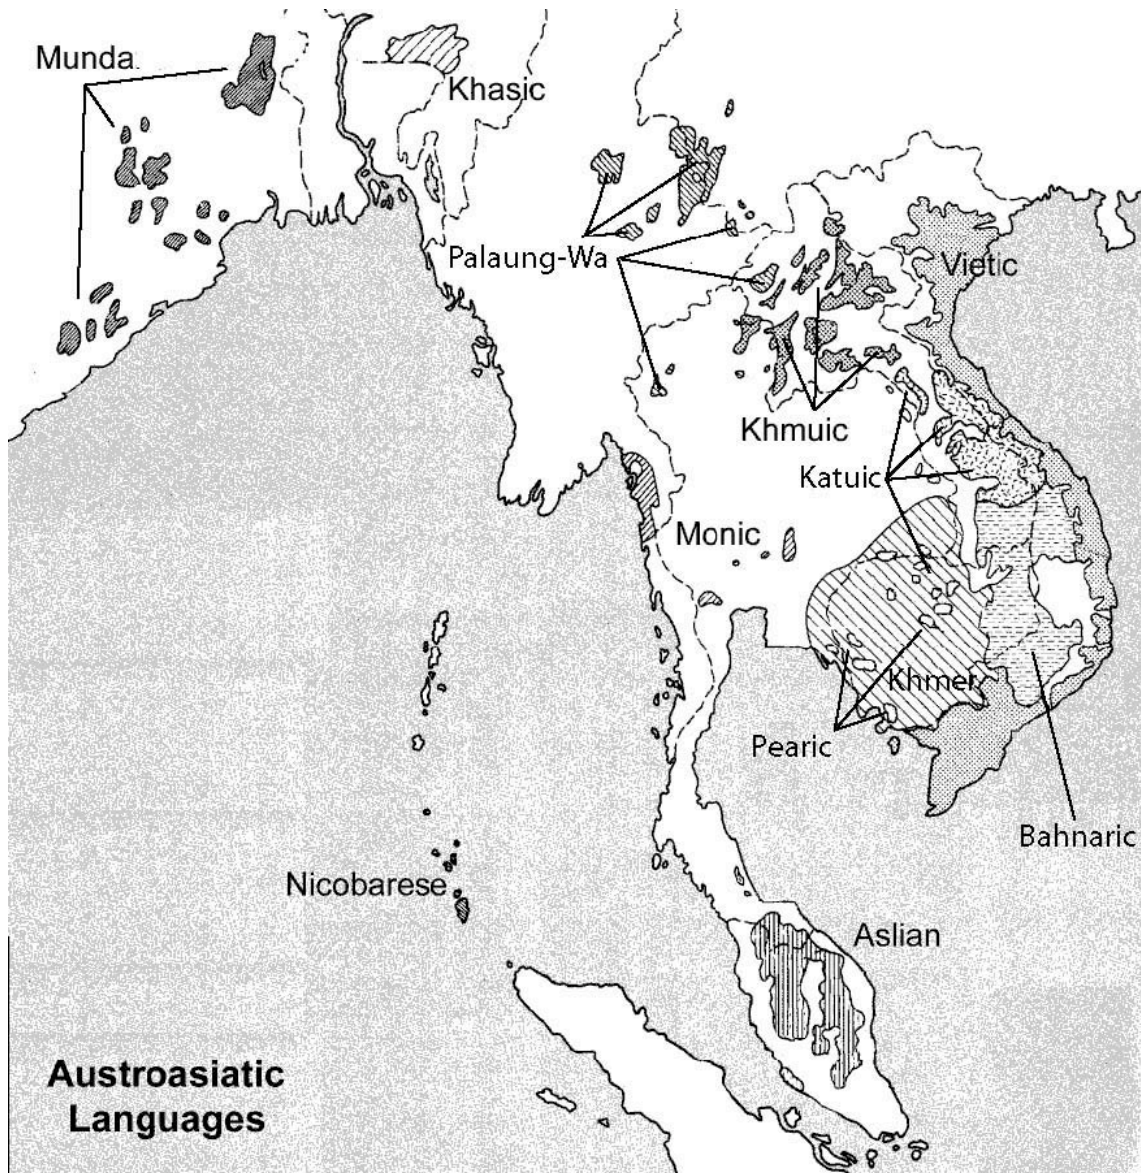 Munda
Khasic
Palaung-Wa
Vietic
Khmuic
Katuic
Monic
Khmer
Pearic
Bahnaric
Nicobarese
Aslian
Austroasiatic
Languages